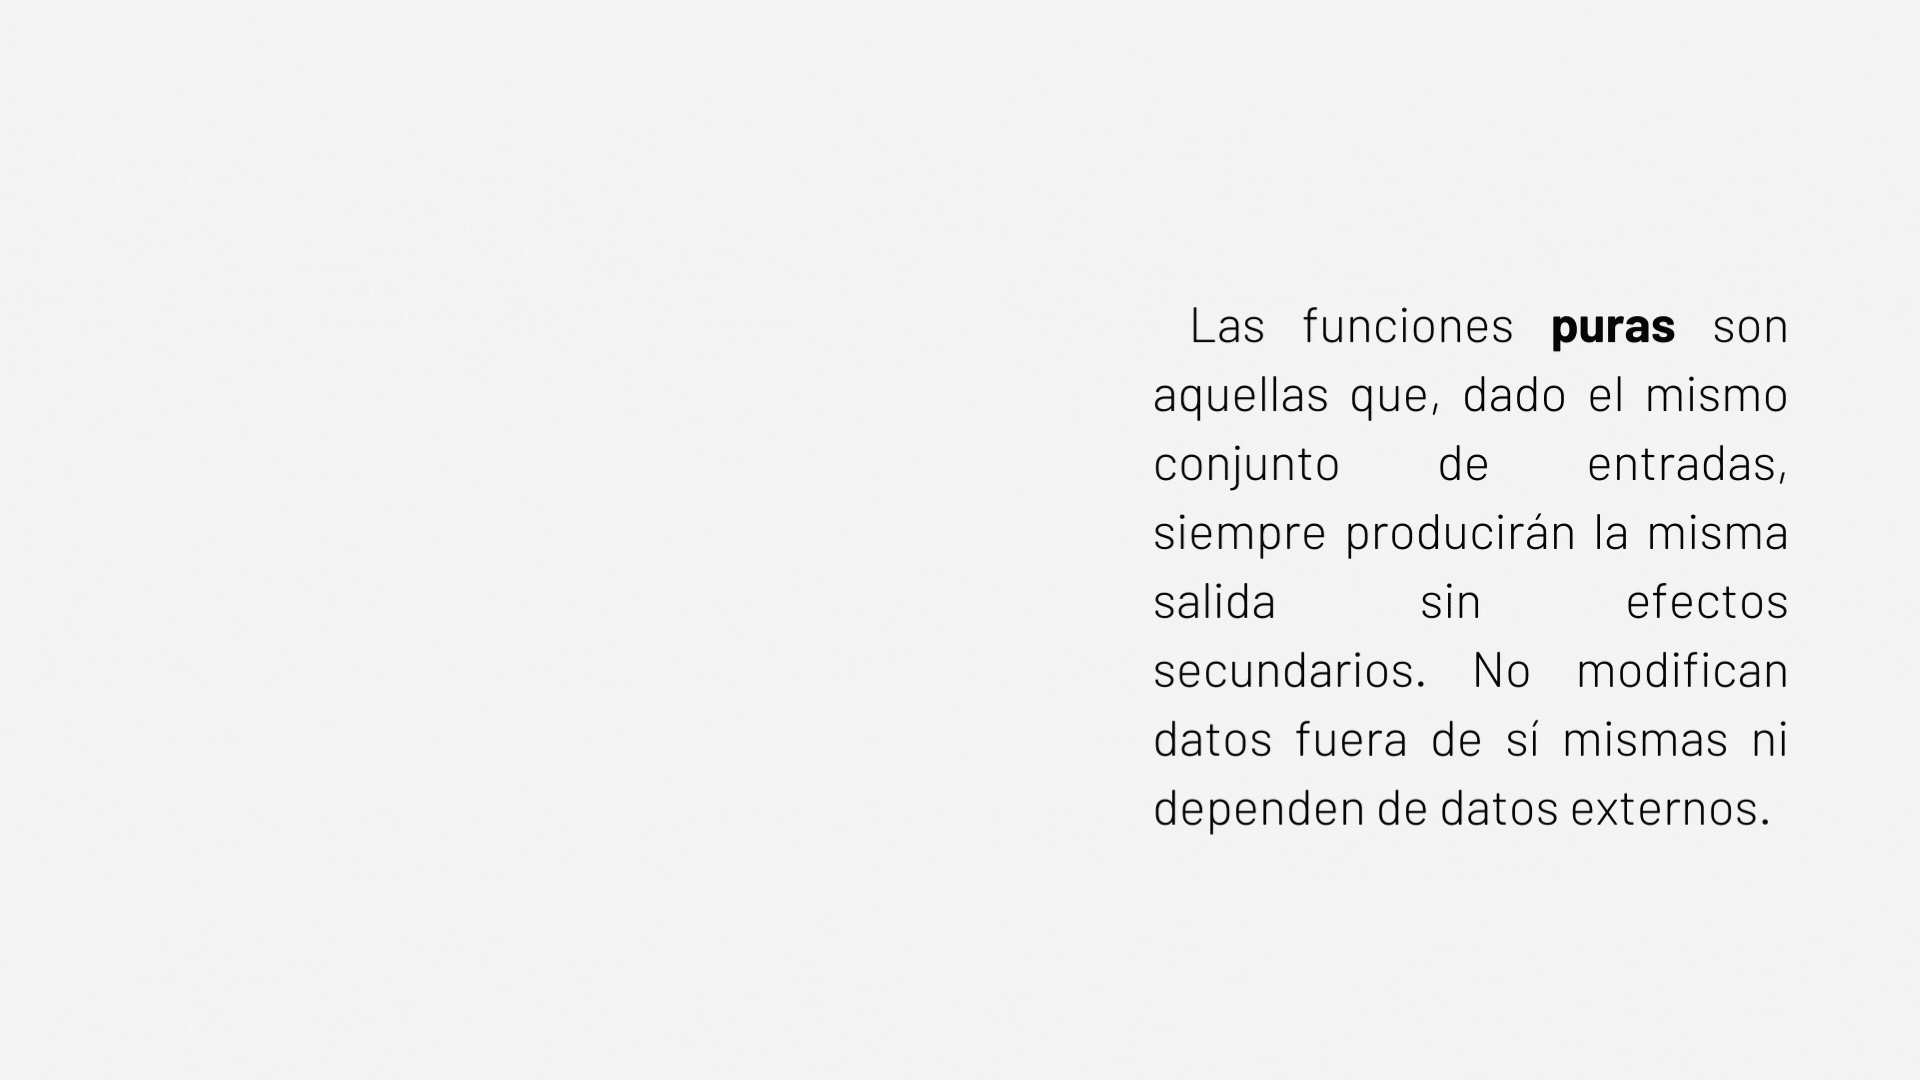 Las funciones puras son
aquellas que, dado el mismo
conjunto de entradas,
siempre producirán la misma
salida sin efectos
secundarios. No modifican
datos fuera de sí mismas ni
dependen de datos externos.